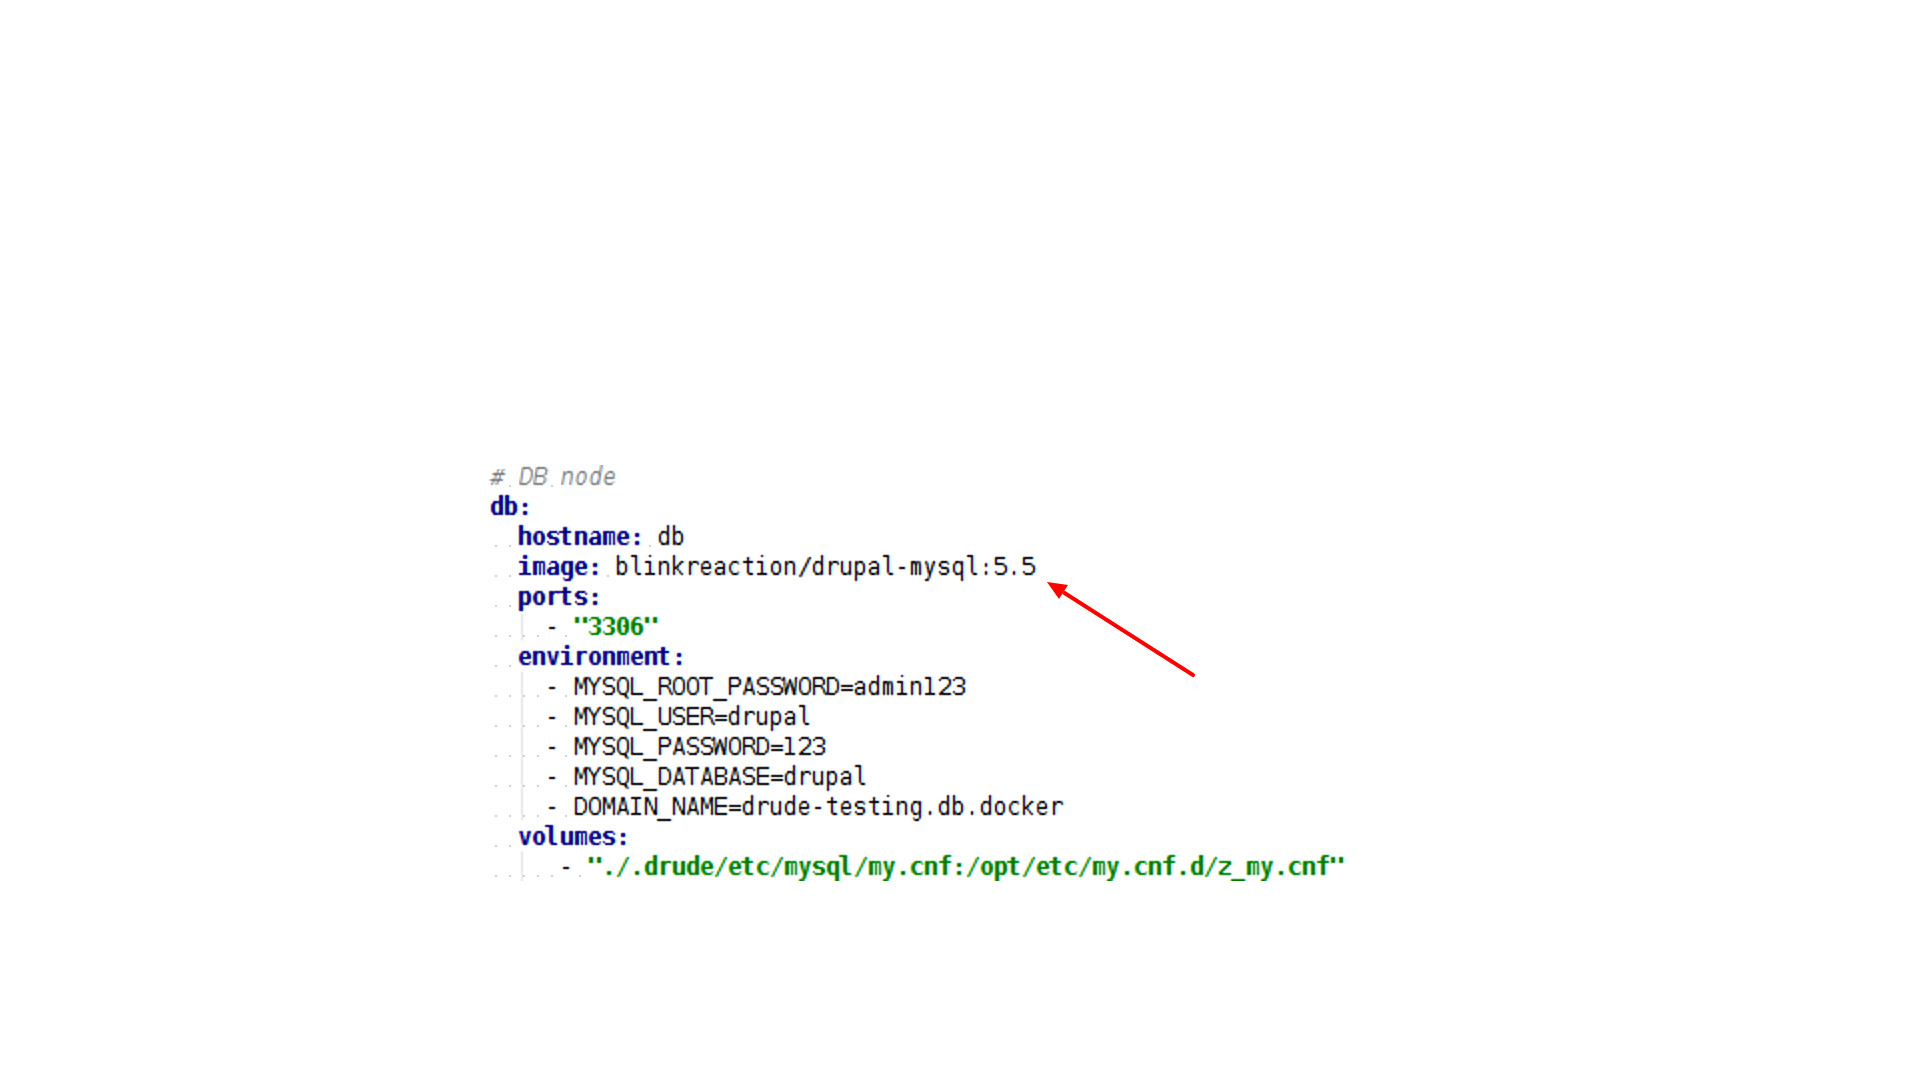 # DB node
db:
  hostname: db
  image: blinkreaction/drupal-mysql:5.5
  ports:
    - "3306"
  environment:
    - MYSQL_ROOT_PASSWORD=admin123
    - MYSQL_USER=drupal
    - MYSQL_PASSWORD=123
    - MYSQL_DATABASE=drupal
    - DOMAIN_NAME=drude-testing.db.docker
  volumes:
     - "./.drude/etc/mysql/my.cnf:/opt/etc/my.cnf.d/z_my.cnf"